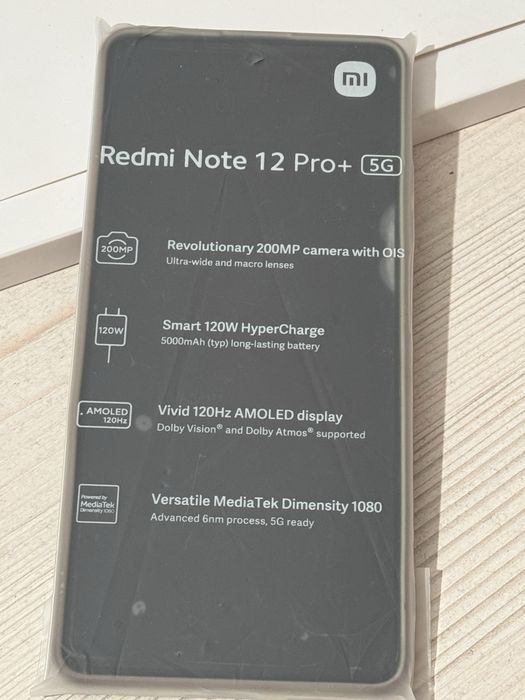 mi
Redmi Note 12 Pro+ 5G
200MP
Revolutionary 200MP camera with OIS
Ultra-wide and macro lenses
120W
Smart 120W HyperCharge
5000mAh (typ) long-lasting battery
AMOLED
120Hz
Vivid 120Hz AMOLED display
Dolby Vision® and Dolby Atmos® supported
Powered by
MediaTek
Dimensity 1080
Versatile MediaTek Dimensity 1080
Advanced 6nm process, 5G ready